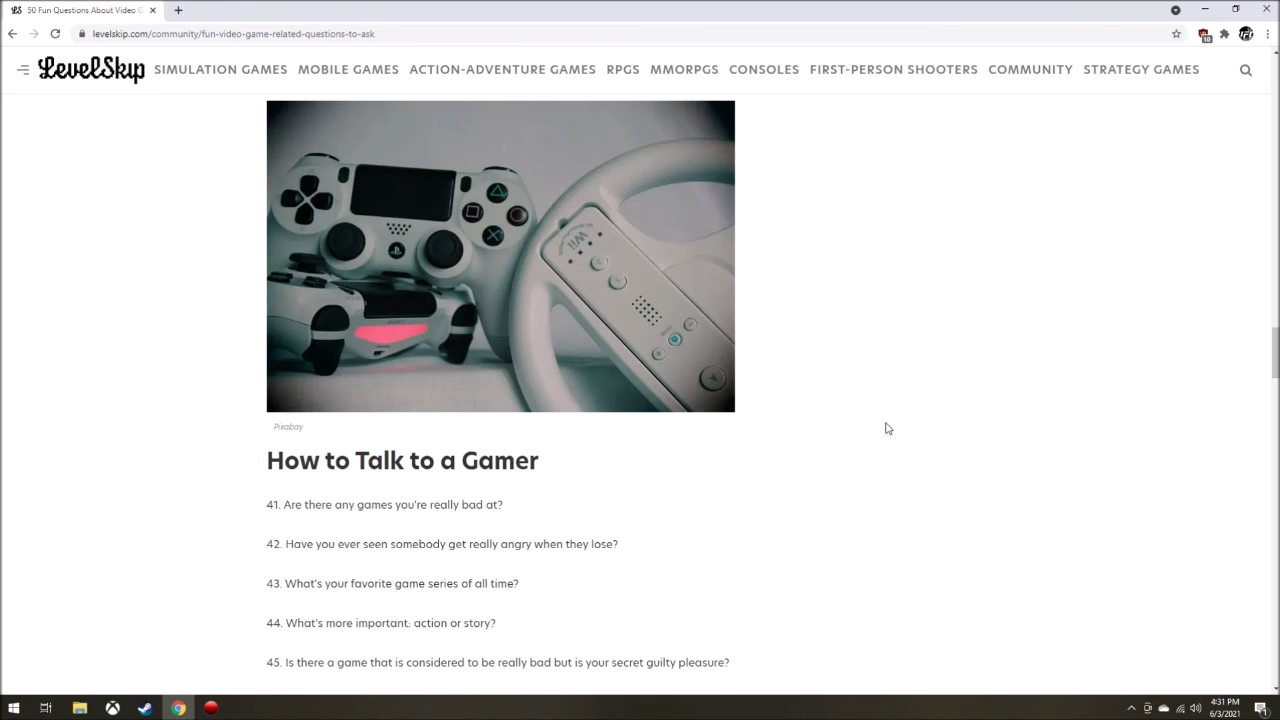 50 Fun Questions About Video G
levelskip.com/community/fun-video-game-related-questions-to-ask
10
LevelSkip SIMULATION GAMES MOBILE GAMES ACTION-ADVENTURE GAMES RPGS MMORPGS CONSOLES FIRST-PERSON SHOOTERS COMMUNITY STRATEGY GAMES
Wii
Pixabay
How to Talk to a Gamer
41. Are there any games you're really bad at?
42. Have you ever seen somebody get really angry when they lose?
43. What's your favorite game series of all time?
44. What's more important: action or story?
45. Is there a game that is considered to be really bad but is your secret guilty pleasure?
4:31 PM
6/3/2021